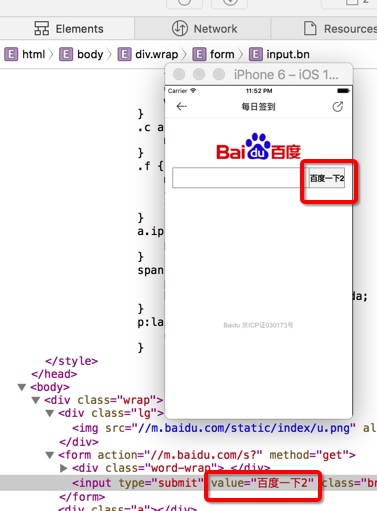 2
Elements
Network
Resources
html
body
div.wrap
form
input.bn
iPhone 6 – iOS 1...
Carrier
11:52 PM
每日签到
}
.c a
}
.f {
Bai du 百度
百度一下2
}
a.ip
}
span
da;
}
p:la
Baidu 京ICP证030173号
}
</style>
</head>
<body>
<div class="wrap">
<div class="lg">
<img src="//m.baidu.com/static/index/u.png" al
</div>
<form action="//m.baidu.com/s?" method="get">
<div class="word-wrap"> </div>
<input type="submit" value="百度一下2" class="bn
</form>
<div class="a"></div>